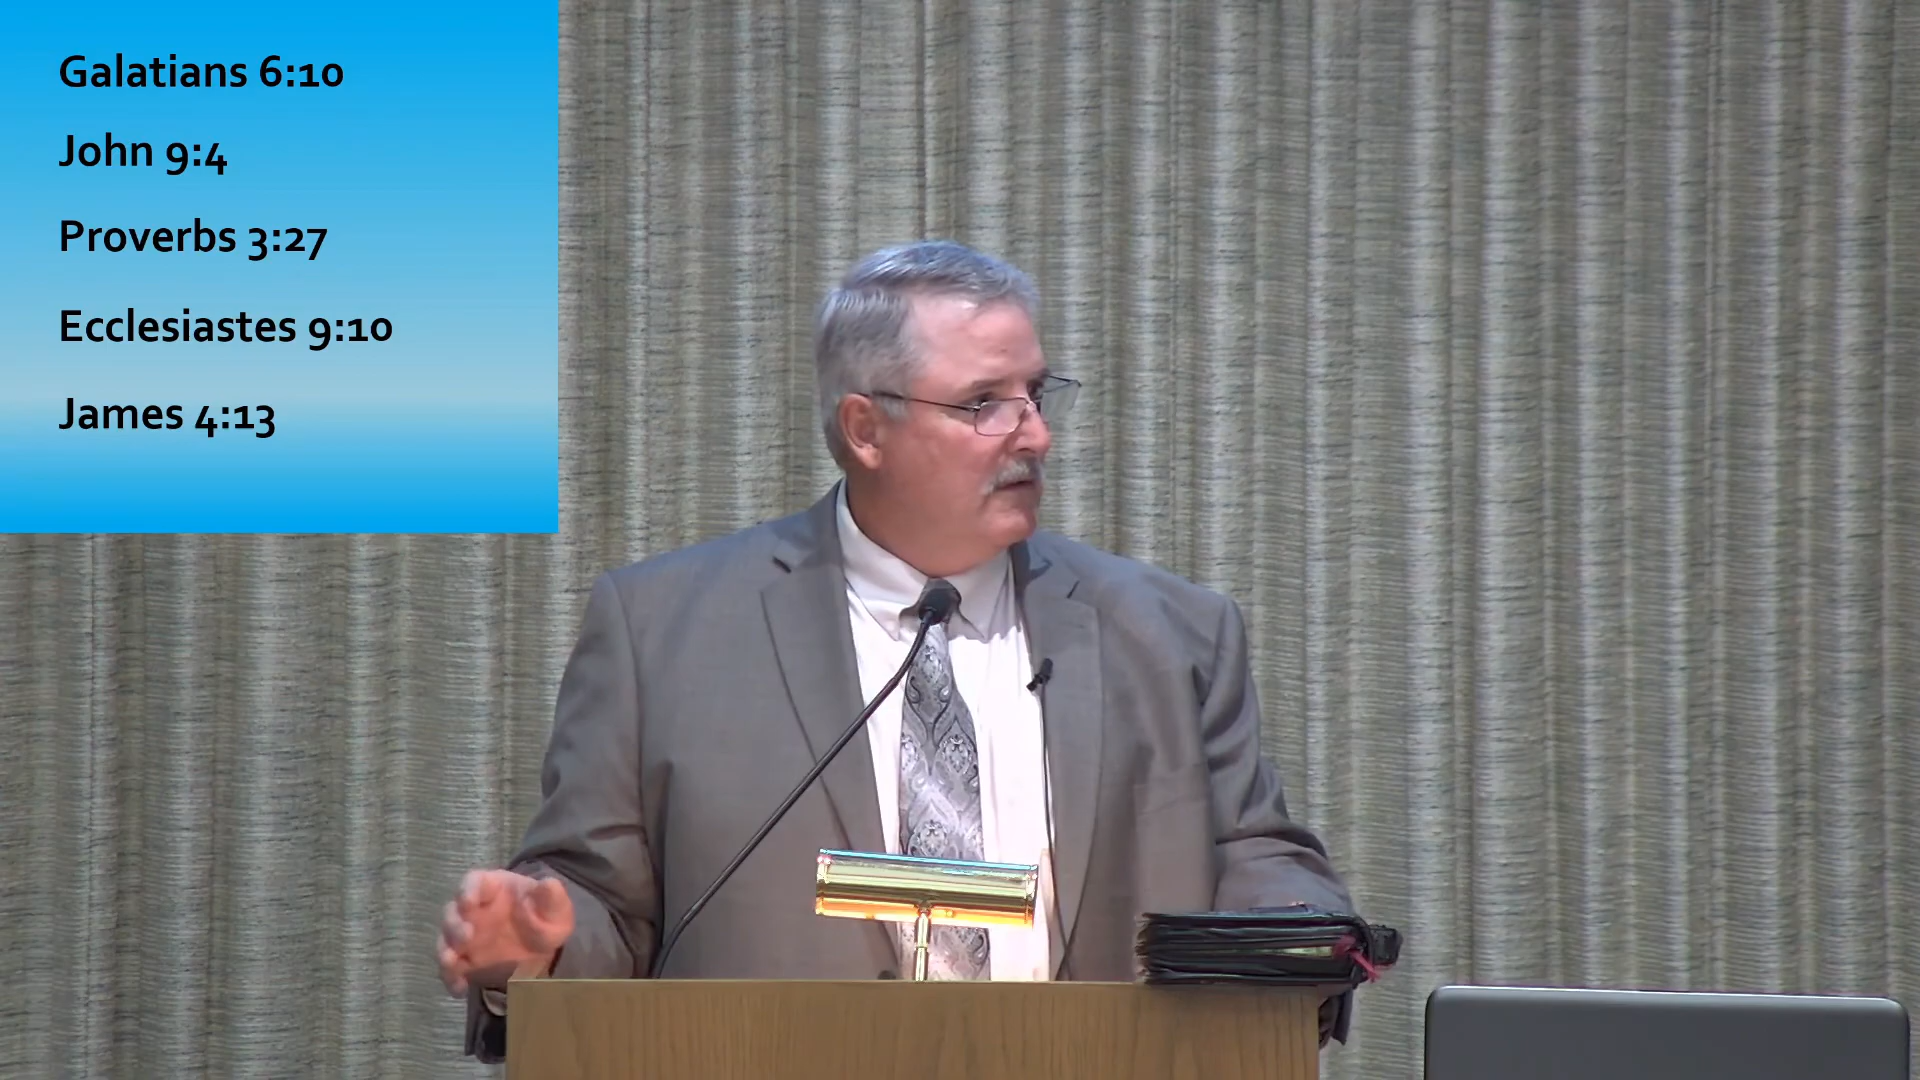 Galatians 6:10
John 9:4
Proverbs 3:27
Ecclesiastes 9:10
James 4:13